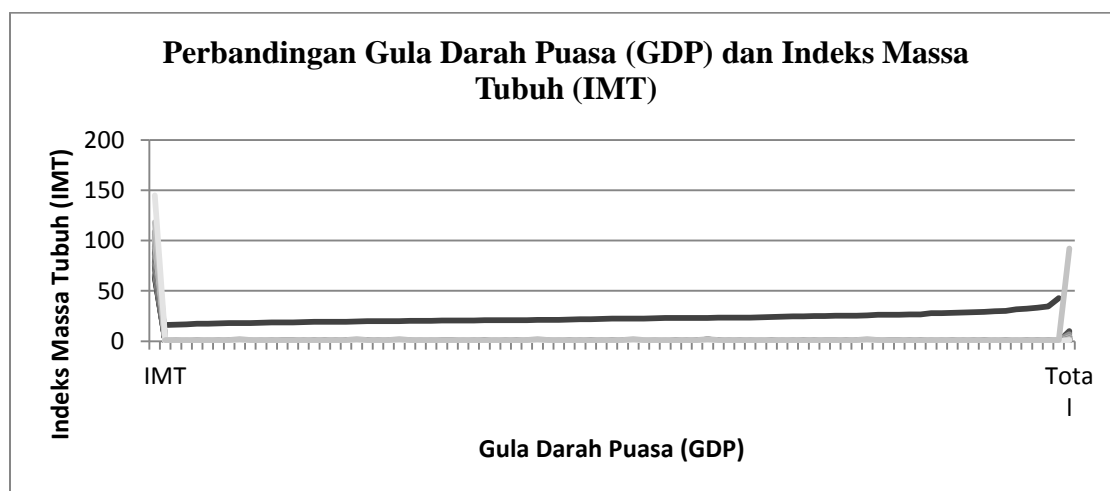 Perbandingan Gula Darah Puasa (GDP) dan Indeks Massa
Tubuh (IMT)
Indeks Massa Tubuh (IMT)
200
150
100
50
0
IMT
Tota
l
Gula Darah Puasa (GDP)